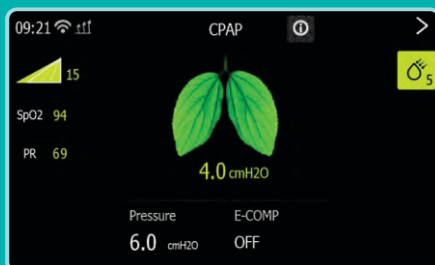 09:21 CPAP
15
5
SpO2 94
PR 69
4.0 cmH2O
Pressure E-COMP
6.0 cmH2O OFF